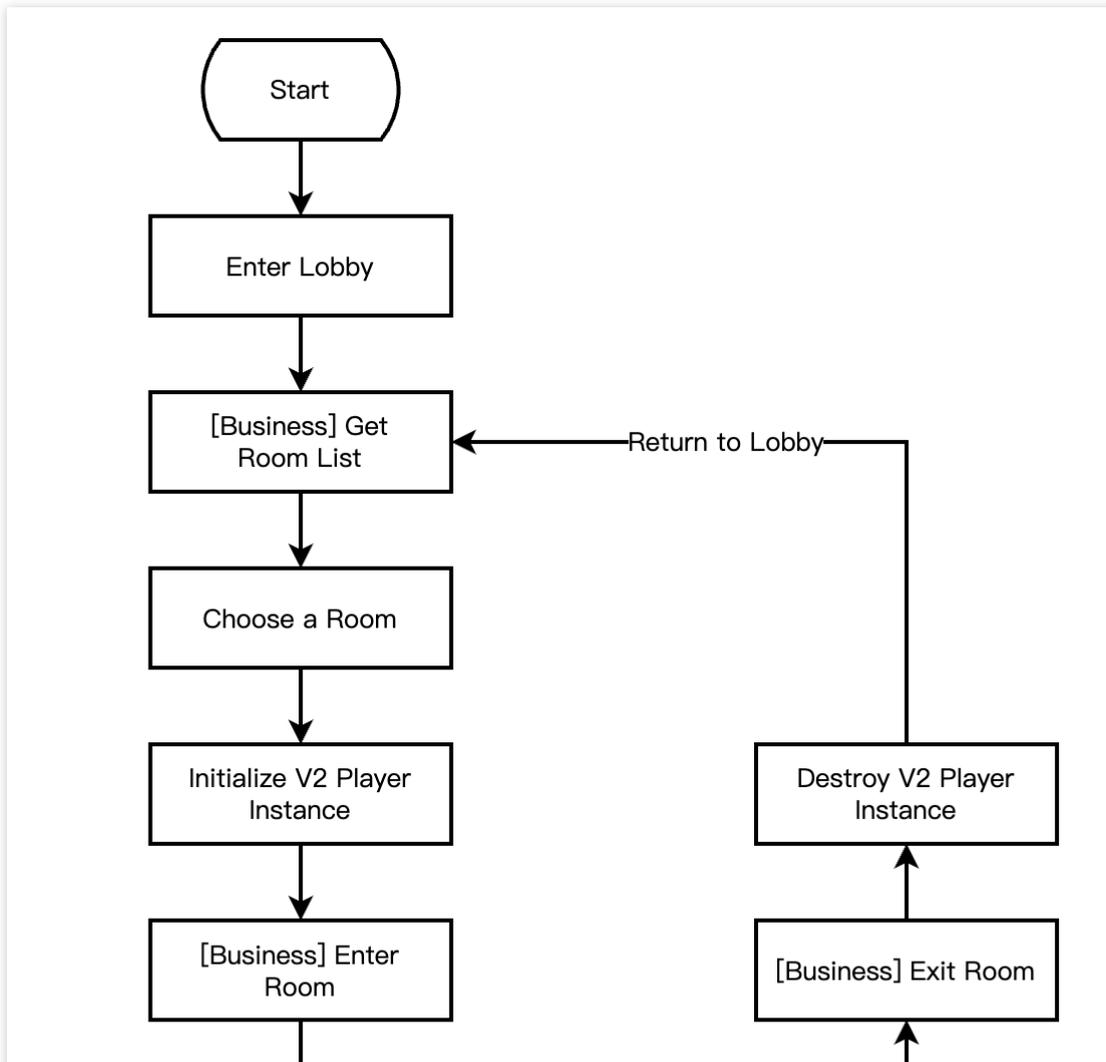 Start
Enter Lobby
[Business] Get
Room List
Return to Lobby
Choose a Room
Initialize V2 Player
Instance
Destroy V2 Player
Instance
[Business] Enter
Room
[Business] Exit Room